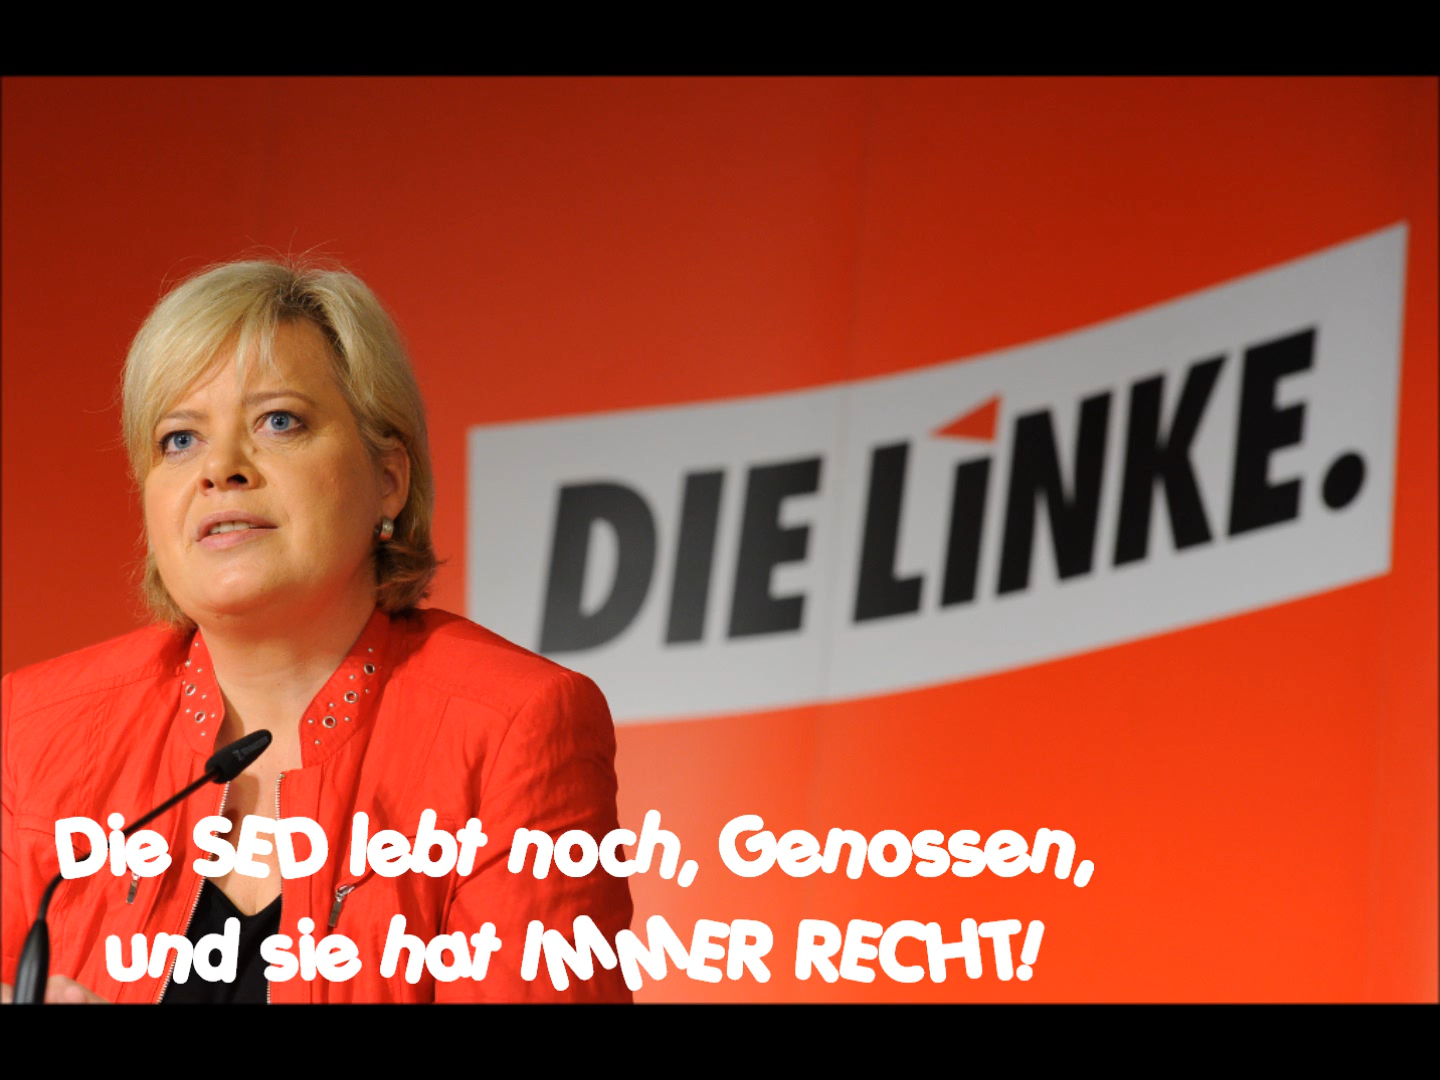 DIE LINKE.
Die SED lebt noch, Genossen,
und sie hat IMMER RECHT!